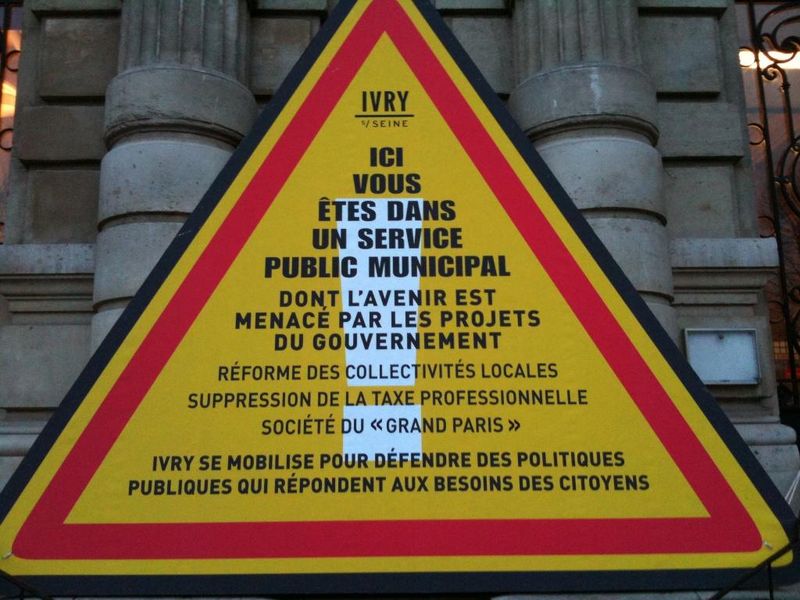 IVRY
S/ SEINE
ICI
VOUS
ÊTES DANS
UN SERVICE
PUBLIC MUNICIPAL
DONT L'AVENIR EST
MENACÉ PAR LES PROJETS
DU GOUVERNEMENT
RÉFORME DES COLLECTIVITÉS LOCALES
SUPPRESSION DE LA TAXE PROFESSIONNELLE
SOCIÉTÉ DU « GRAND PARIS »
IVRY SE MOBILISE POUR DÉFENDRE DES POLITIQUES
PUBLIQUES QUI RÉPONDENT AUX BESOINS DES CITOYENS